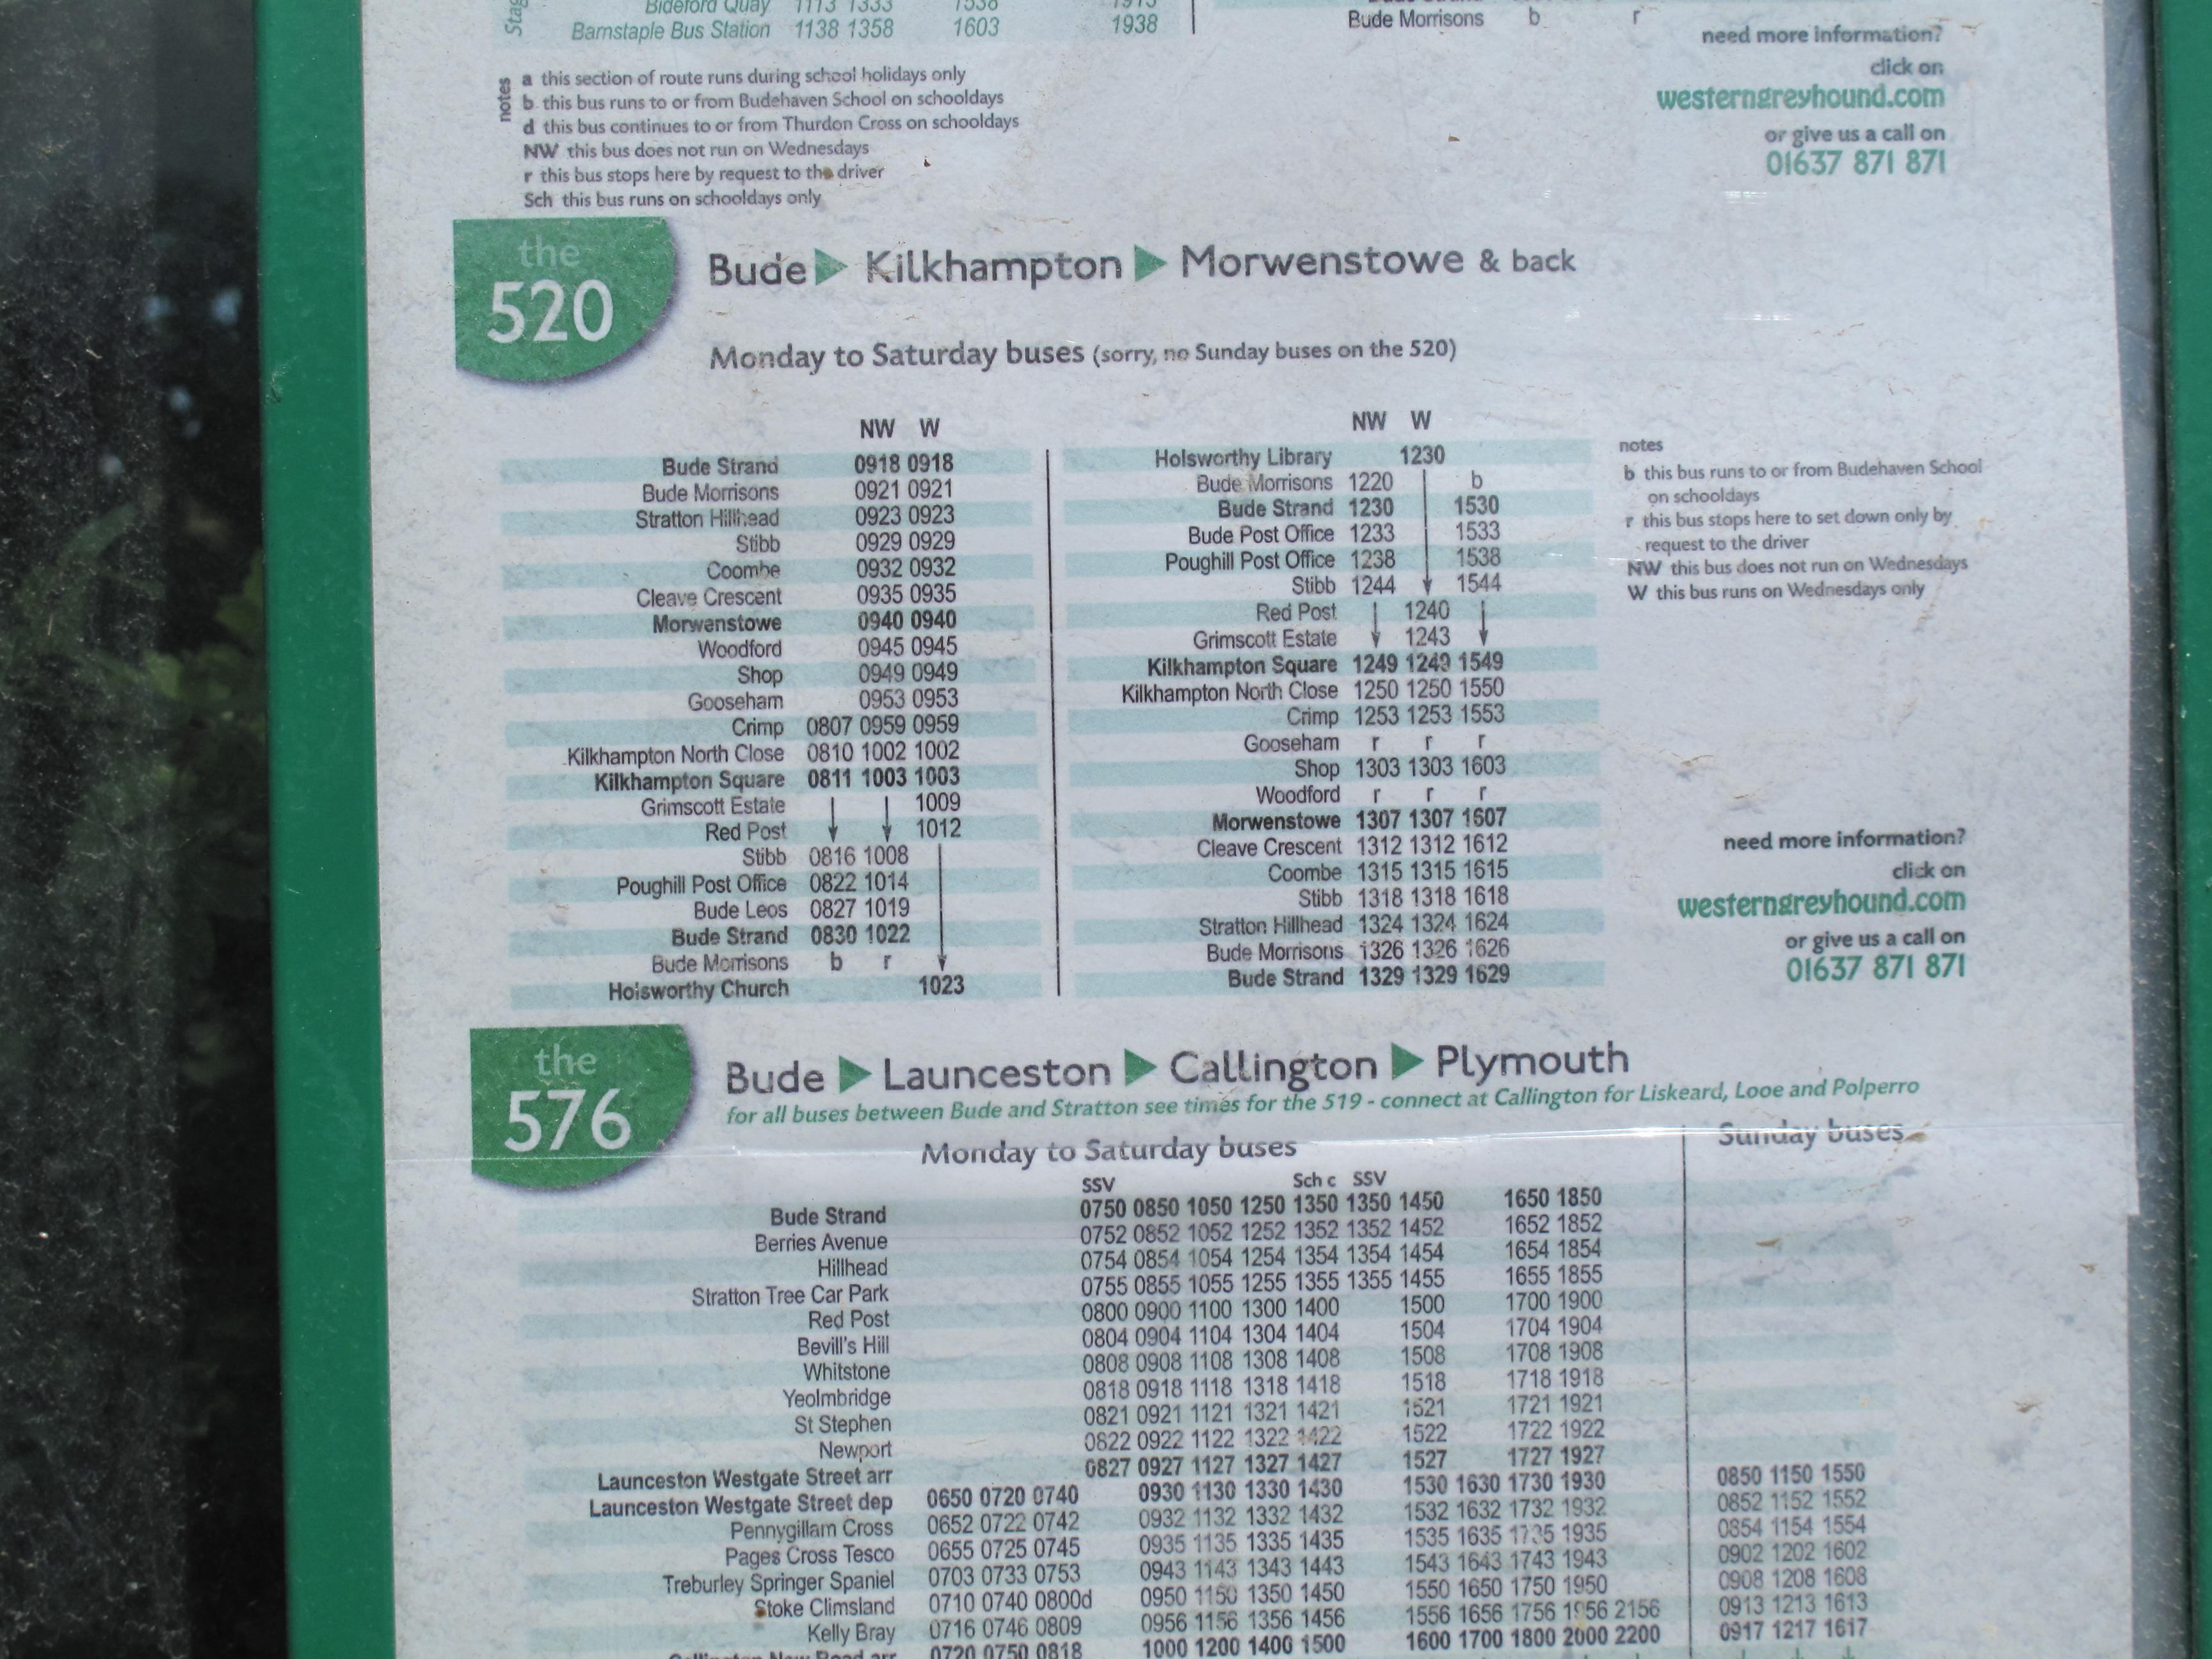 Bideford Quay 1113 1333 1538 1913
Barnstaple Bus Station 1138 1358 1603 1938
Bude Morrisons b r
need more information?
click on
westerngreyhound.com
or give us a call on
01637 871 871
notes
a this section of route runs during school holidays only
b this bus runs to or from Budehaven School on schooldays
d this bus continues to or from Thurdon Cross on schooldays
NW this bus does not run on Wednesdays
r this bus stops here by request to the driver
Sch this bus runs on schooldays only
the
520
Bude Kilkhampton Morwenstowe & back
Monday to Saturday buses (sorry, no Sunday buses on the 520)
NW W
Bude Strand 0918 0918
Bude Morrisons 0921 0921
Stratton Hillhead 0923 0923
Stibb 0929 0929
Coombe 0932 0932
Cleave Crescent 0935 0935
Morwenstowe 0940 0940
Woodford 0945 0945
Shop 0949 0949
Gooseham 0953 0953
Crimp 0807 0959 0959
Kilkhampton North Close 0810 1002 1002
Kilkhampton Square 0811 1003 1003
Grimscott Estate 1009
Red Post 1012
Stibb 0816 1008
Poughill Post Office 0822 1014
Bude Leos 0827 1019
Bude Strand 0830 1022
Bude Morrisons b r
Holsworthy Church 1023
NW W
Holsworthy Library 1230
Bude Morrisons 1220 b
Bude Strand 1230 1530
Bude Post Office 1233 1533
Poughill Post Office 1238 1538
Stibb 1244 1544
Red Post 1240
Grimscott Estate 1243
Kilkhampton Square 1249 1249 1549
Kilkhampton North Close 1250 1250 1550
Crimp 1253 1253 1553
Gooseham r r r
Shop 1303 1303 1603
Woodford r r r
Morwenstowe 1307 1307 1607
Cleave Crescent 1312 1312 1612
Coombe 1315 1315 1615
Stibb 1318 1318 1618
Stratton Hillhead 1324 1324 1624
Bude Morrisons 1326 1326 1626
Bude Strand 1329 1329 1629
notes
b this bus runs to or from Budehaven School
on schooldays
r this bus stops here to set down only by
request to the driver
NW this bus does not run on Wednesdays
W this bus runs on Wednesdays only
need more information?
click on
westerngreyhound.com
or give us a call on
01637 871 871
the
576
Bude Launceston Callington Plymouth
for all buses between Bude and Stratton see times for the 519 - connect at Callington for Liskeard, Looe and Polperro
Monday to Saturday buses Sunday buses
SSV Sch c SSV
Bude Strand 0750 0850 1050 1250 1350 1350 1450 1650 1850
Berries Avenue 0752 0852 1052 1252 1352 1352 1452 1652 1852
Hillhead 0754 0854 1054 1254 1354 1354 1454 1654 1854
Stratton Tree Car Park 0755 0855 1055 1255 1355 1355 1455 1655 1855
Red Post 0800 0900 1100 1300 1400 1500 1700 1900
Bevill's Hill 0804 0904 1104 1304 1404 1504 1704 1904
Whitstone 0808 0908 1108 1308 1408 1508 1708 1908
Yeolmbridge 0818 0918 1118 1318 1418 1518 1718 1918
St Stephen 0821 0921 1121 1321 1421 1521 1721 1921
Newport 0822 0922 1122 1322 1422 1522 1722 1922
Launceston Westgate Street arr 0827 0927 1127 1327 1427 1527 1727 1927
Launceston Westgate Street dep 0650 0720 0740 0930 1130 1330 1430 1530 1630 1730 1930 0850 1150 1550
Pennygillam Cross 0652 0722 0742 0932 1132 1332 1432 1532 1632 1732 1932 0852 1152 1552
Pages Cross Tesco 0655 0725 0745 0935 1135 1335 1435 1535 1635 1735 1935 0854 1154 1554
Treburley Springer Spaniel 0703 0733 0753 0943 1143 1343 1443 1543 1643 1743 1943 0902 1202 1602
Stoke Climsland 0710 0740 0800d 0950 1150 1350 1450 1550 1650 1750 1950 0908 1208 1608
Kelly Bray 0716 0746 0809 0956 1156 1356 1456 1556 1656 1756 1956 2156 0913 1213 1613
Callington New Road arr 0720 0750 0818 1000 1200 1400 1500 1600 1700 1800 2000 2200 0917 1217 1617